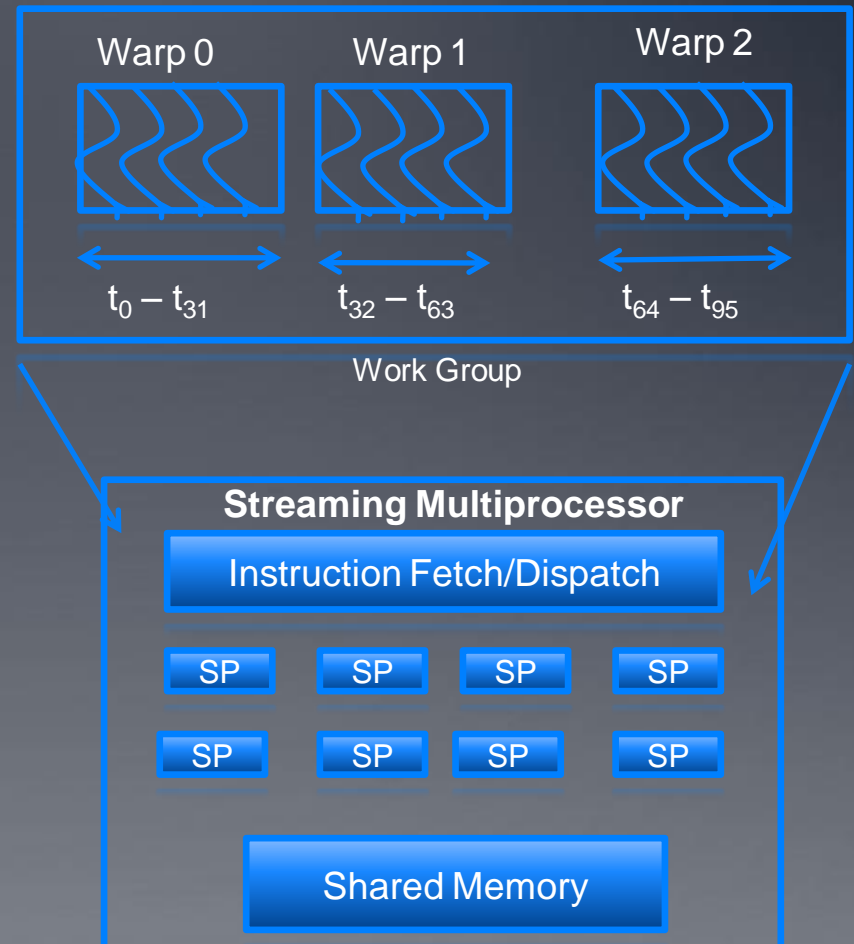 Warp 0 Warp 1 Warp 2
t0 – t31 t32 – t63 t64 – t95
Work Group
Streaming Multiprocessor
Instruction Fetch/Dispatch
SP SP SP SP
SP SP SP SP
Shared Memory